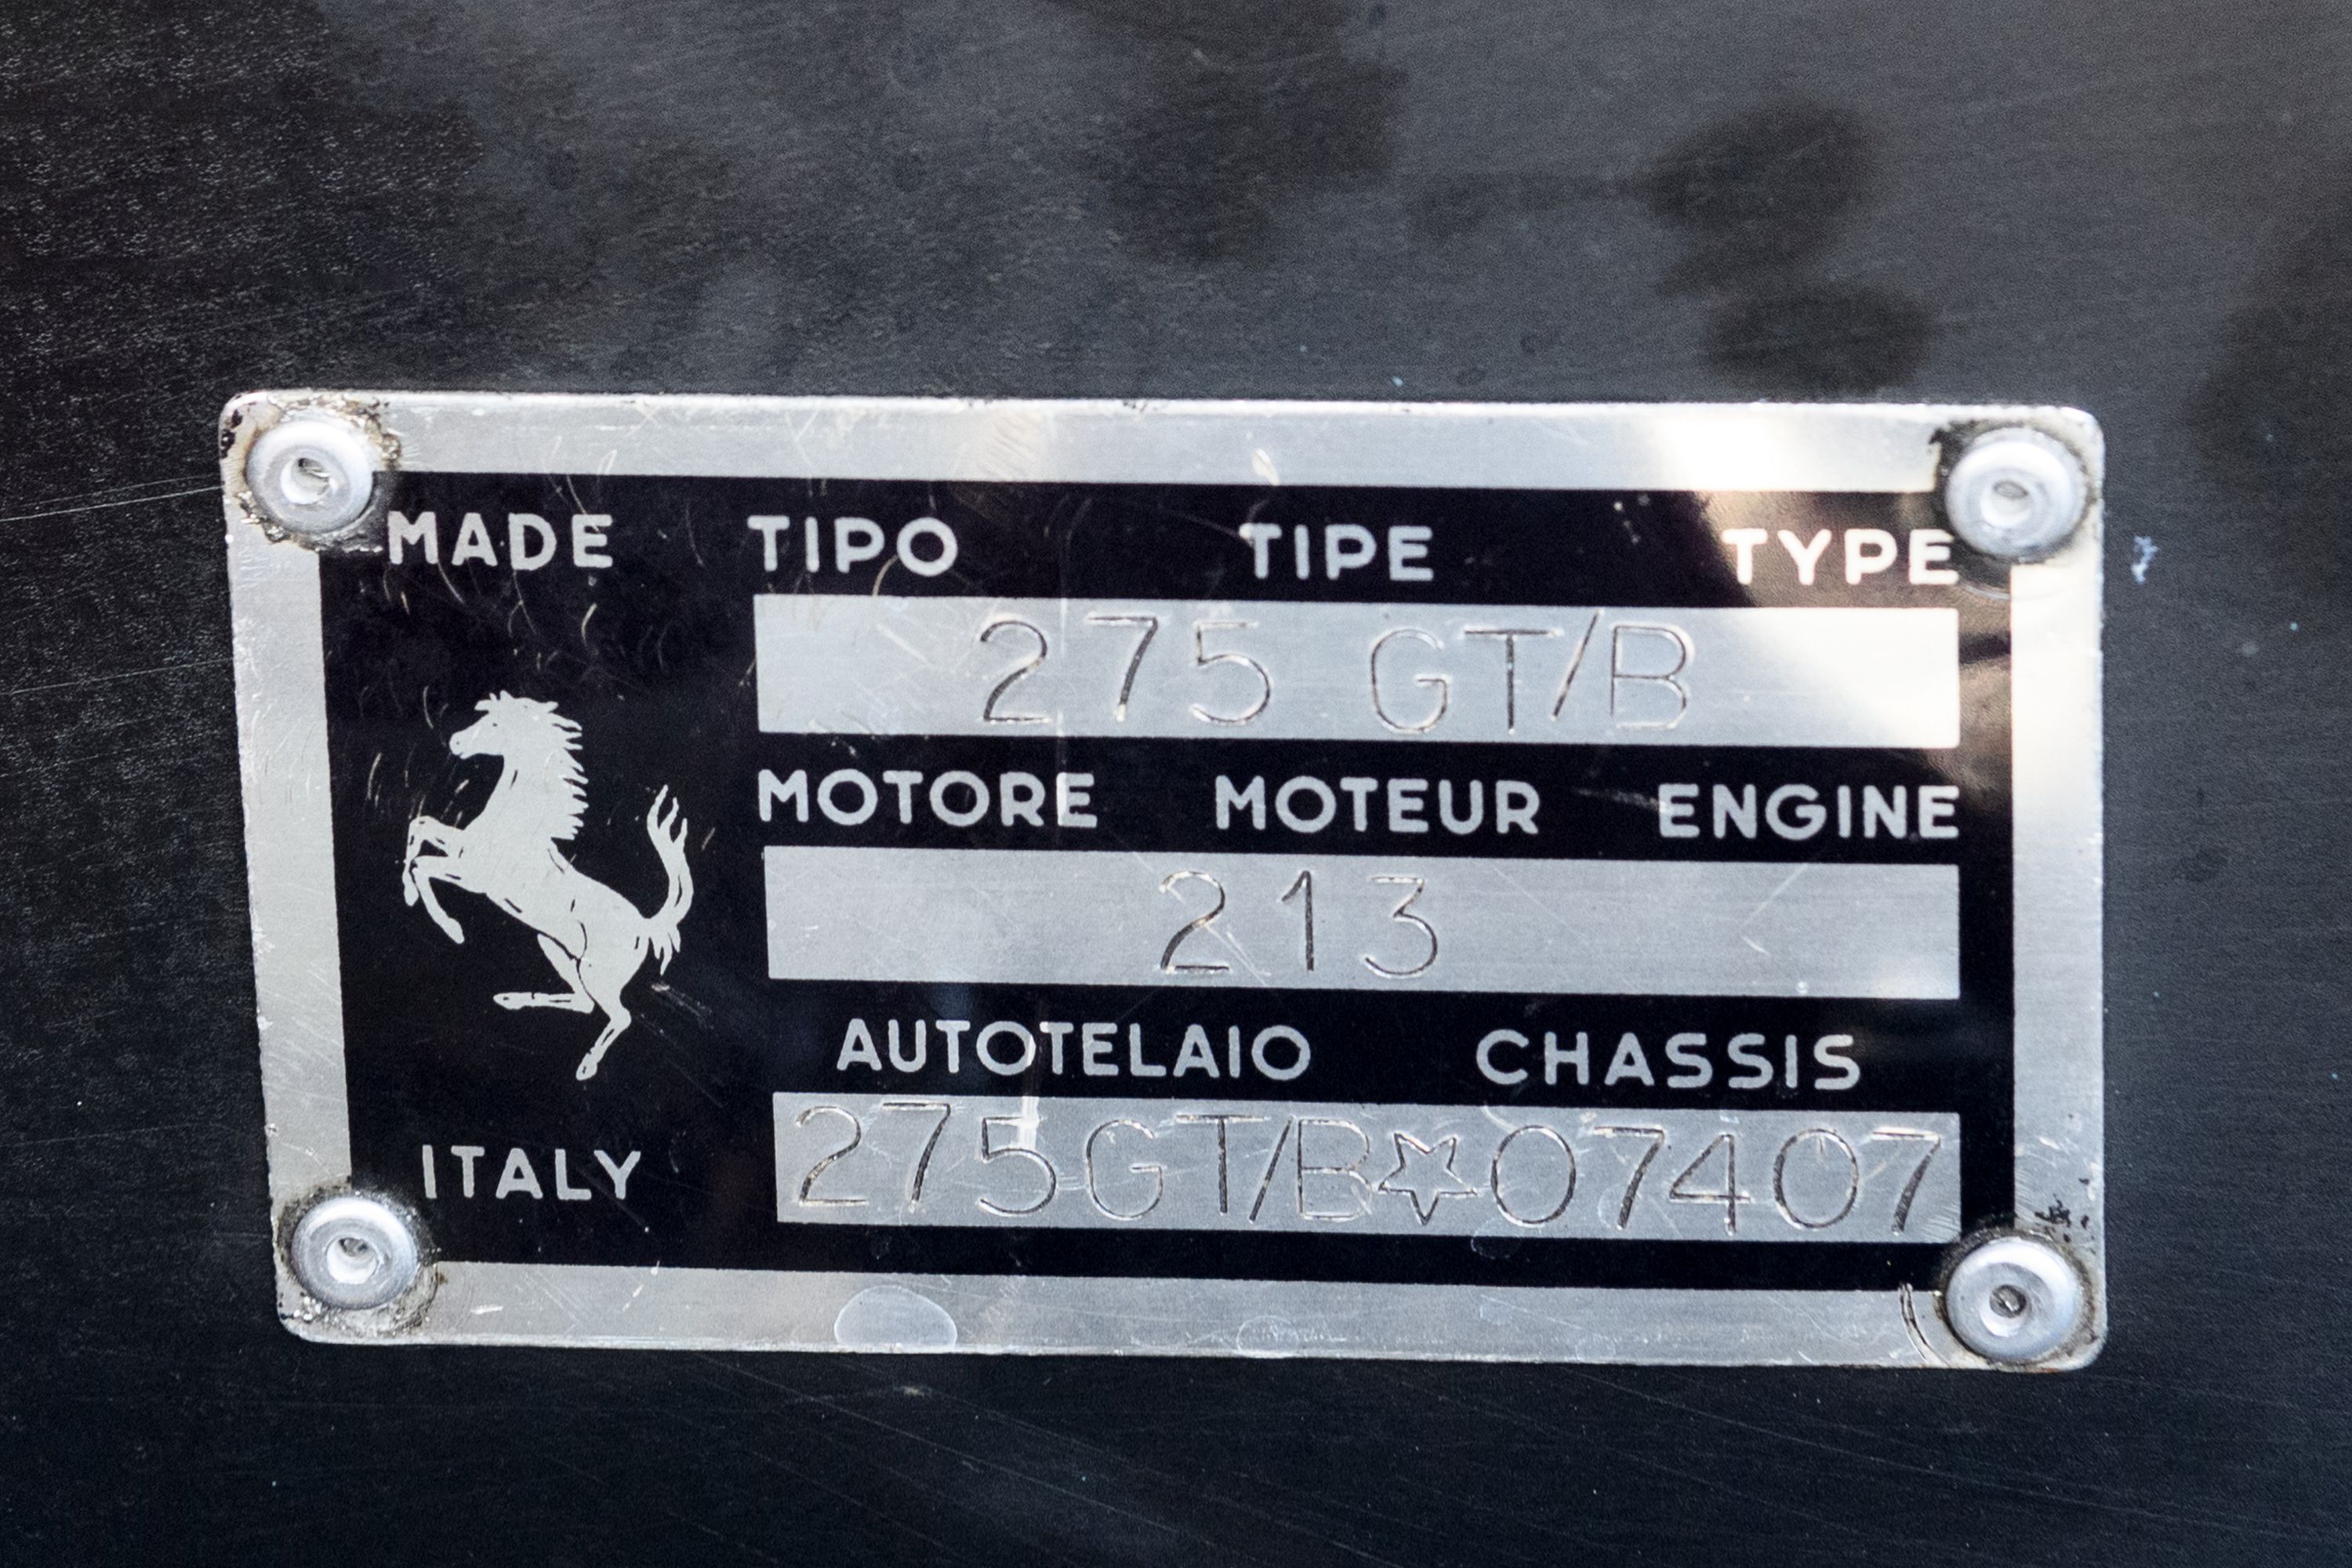 MADE TIPO TIPE TYPE
275 GT/B
MOTORE MOTEUR ENGINE
213
AUTOTELAIO CHASSIS
ITALY 275GT/B☆07407